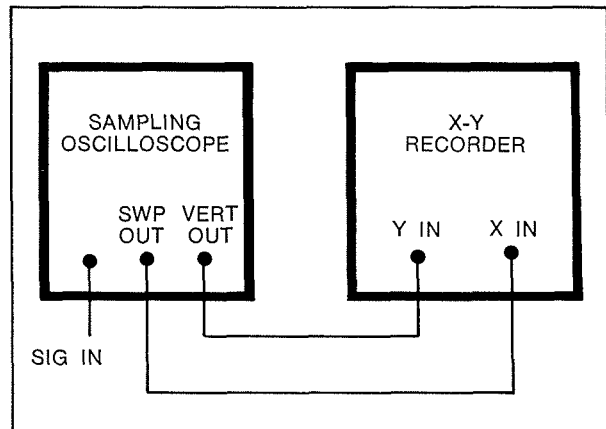 SAMPLING
OSCILLOSCOPE
SWP VERT
OUT OUT
SIG IN
X-Y
RECORDER
Y IN X IN